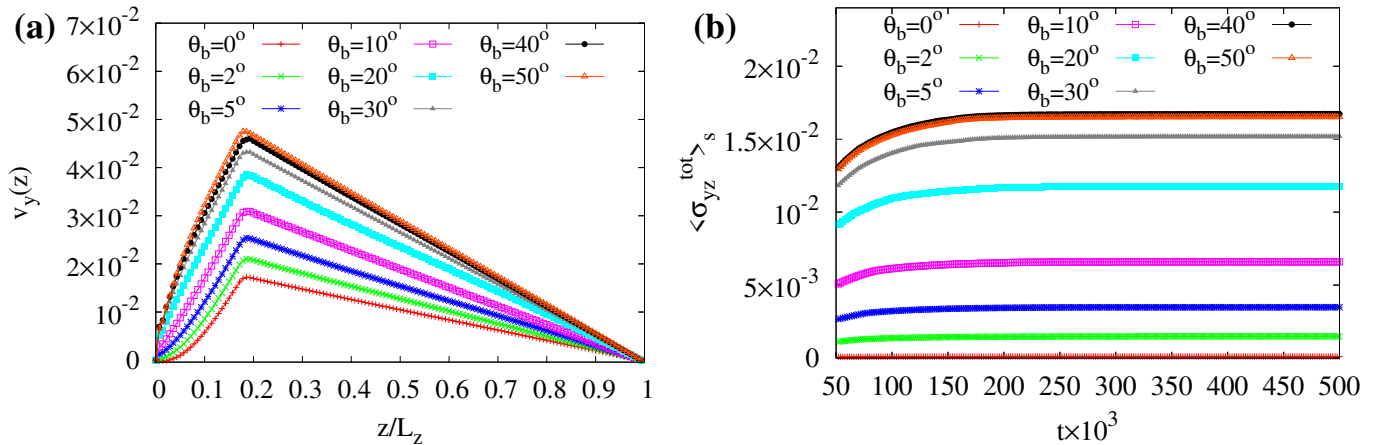 (a)
7×10⁻²
6×10⁻²
5×10⁻²
4×10⁻²
3×10⁻²
2×10⁻²
10⁻²
0
v_y(z)
θ_b=0°
θ_b=2°
θ_b=5°
θ_b=10°
θ_b=20°
θ_b=30°
θ_b=40°
θ_b=50°
0 0.1 0.2 0.3 0.4 0.5 0.6 0.7 0.8 0.9 1
z/L_z
(b)
2×10⁻²
1.5×10⁻²
10⁻²
5×10⁻³
0
<σ_yz^tot>_s
θ_b=0°
θ_b=2°
θ_b=5°
θ_b=10°
θ_b=20°
θ_b=30°
θ_b=40°
θ_b=50°
50 100 150 200 250 300 350 400 450 500
t×10³